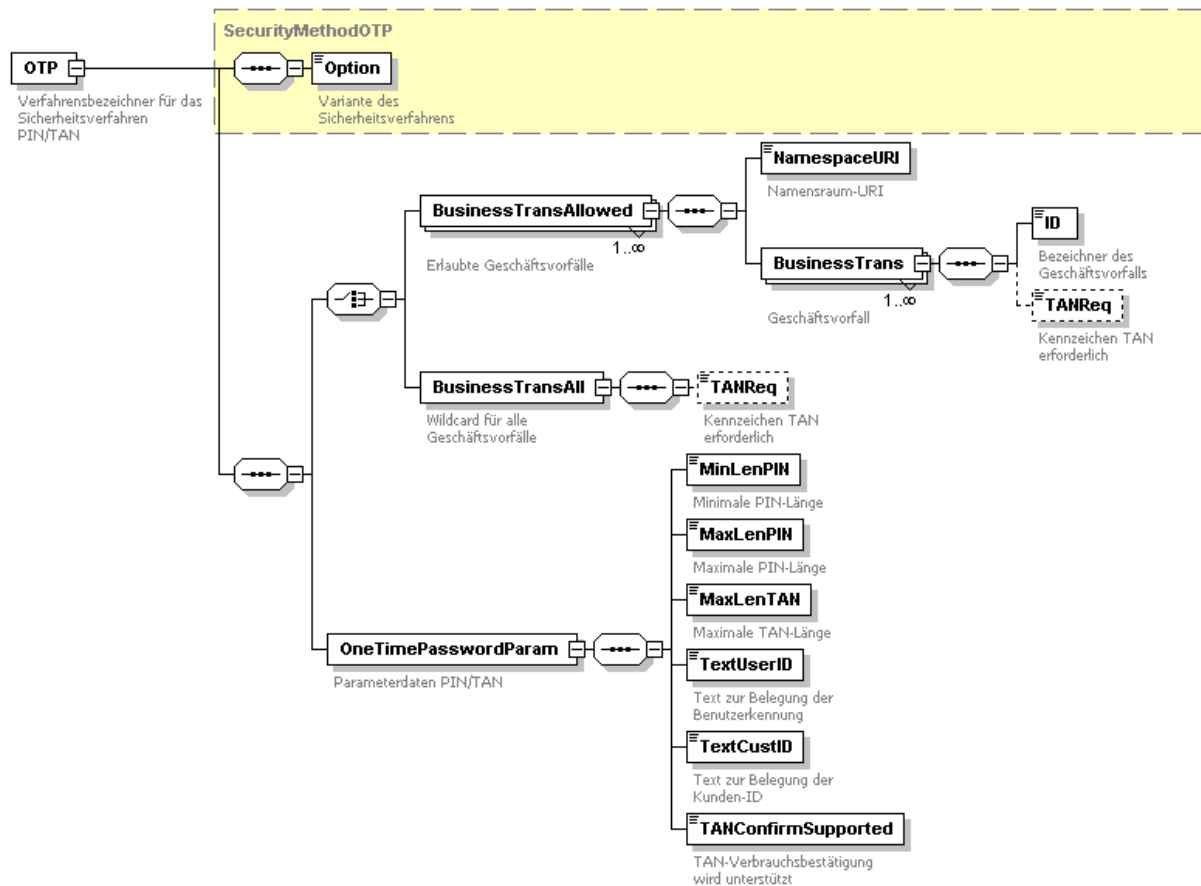 SecurityMethodOTP
OTP
Option
Verfahrensbezeichner für das
Sicherheitsverfahren
PIN/TAN
Variante des
Sicherheitsverfahrens
NamespaceURI
Namensraum-URI
BusinessTransAllowed
1..∞
Erlaubte Geschäftsvorfälle
BusinessTrans
1..∞
Geschäftsvorfall
ID
Bezeichner des
Geschäftsvorfalls
TANReq
Kennzeichen TAN
erforderlich
BusinessTransAll
Wildcard für alle
Geschäftsvorfälle
TANReq
Kennzeichen TAN
erforderlich
MinLenPIN
Minimale PIN-Länge
MaxLenPIN
Maximale PIN-Länge
MaxLenTAN
Maximale TAN-Länge
OneTimePasswordParam
Parameterdaten PIN/TAN
TextUserID
Text zur Belegung der
Benutzerkennung
TextCustID
Text zur Belegung der
Kunden-ID
TANConfirmSupported
TAN-Verbrauchsbestätigung
wird unterstützt